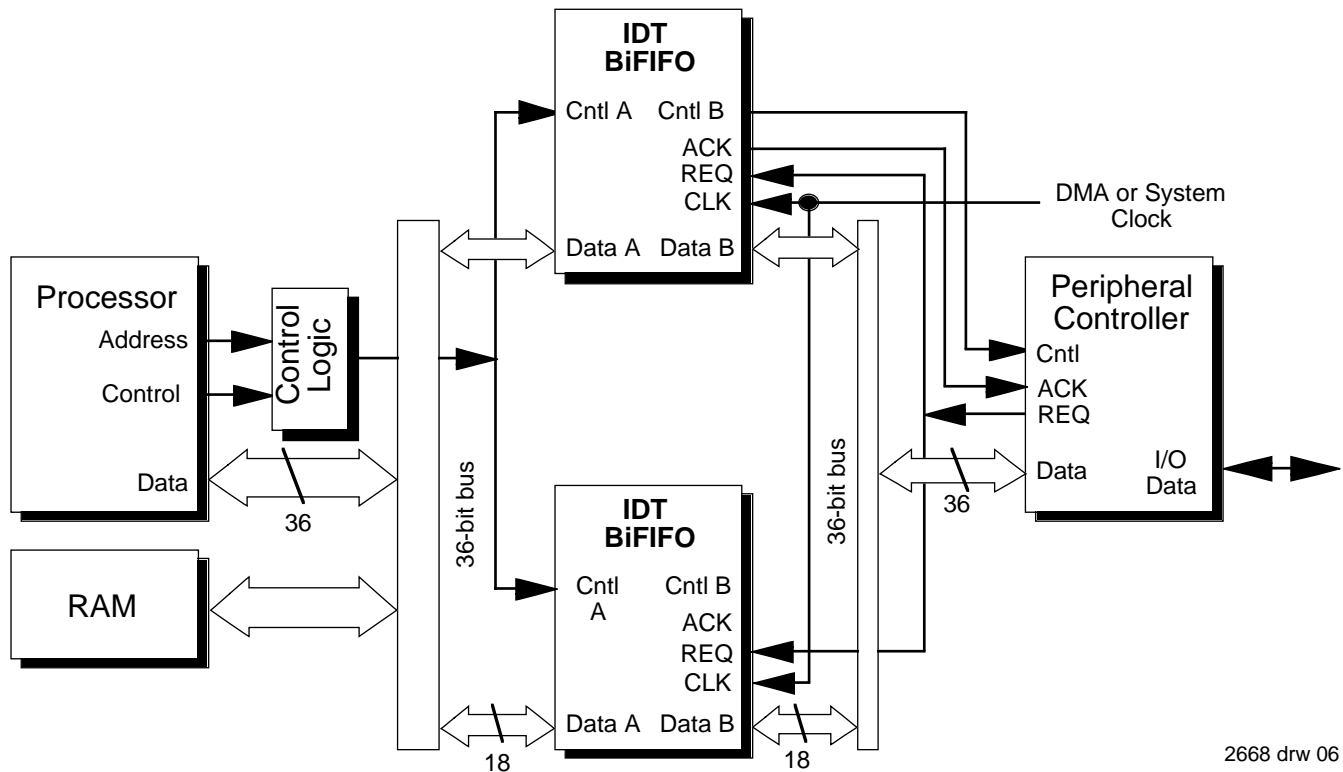 IDT
BiFIFO
Cntl A
Cntl B
ACK
REQ
CLK
Data A
Data B
DMA or System
Clock
Processor
Address
Control
Data
36
Control
Logic
RAM
36-bit bus
36-bit bus
Peripheral
Controller
Cntl
ACK
REQ
Data
I/O
Data
36
IDT
BiFIFO
Cntl
A
Cntl B
ACK
REQ
CLK
Data A
Data B
18
18
2668 drw 06